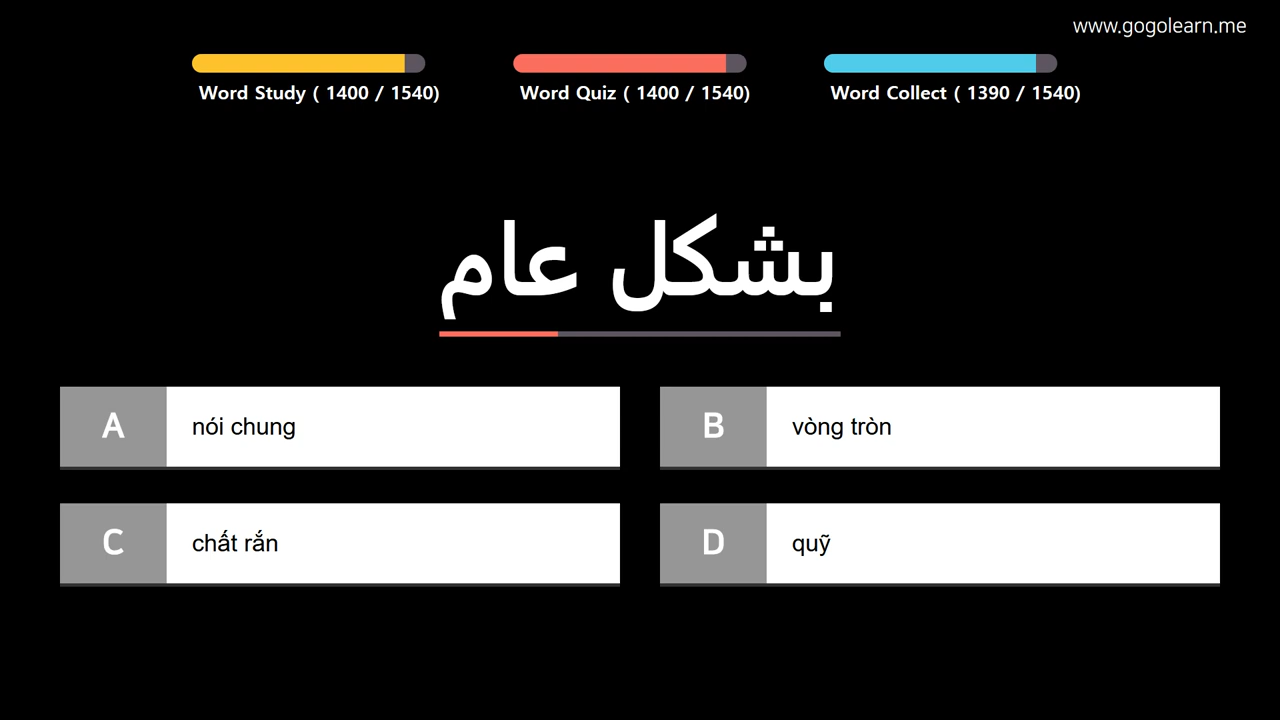 www.gogolearn.me
Word Study ( 1400 / 1540)
Word Quiz ( 1400 / 1540)
Word Collect ( 1390 / 1540)
بشكل عام
A nói chung
B vòng tròn
C chất rắn
D quỹ